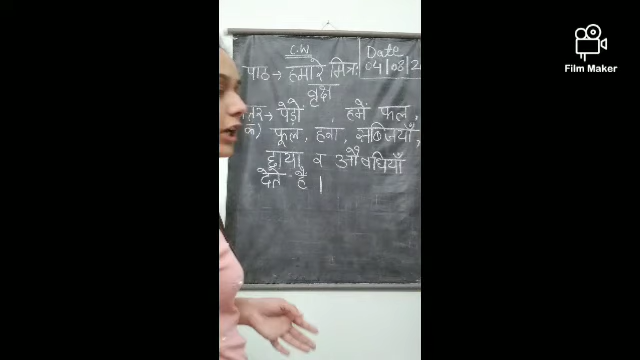 C.W
Date
पाठ → हमारे मित्र:
04/08/2
वृक्ष
→ पेड़ो , हमें फल,
क) फूल, हवा, सब्जियाँ,
छाया व औषधियाँ
देते है |
Film Maker